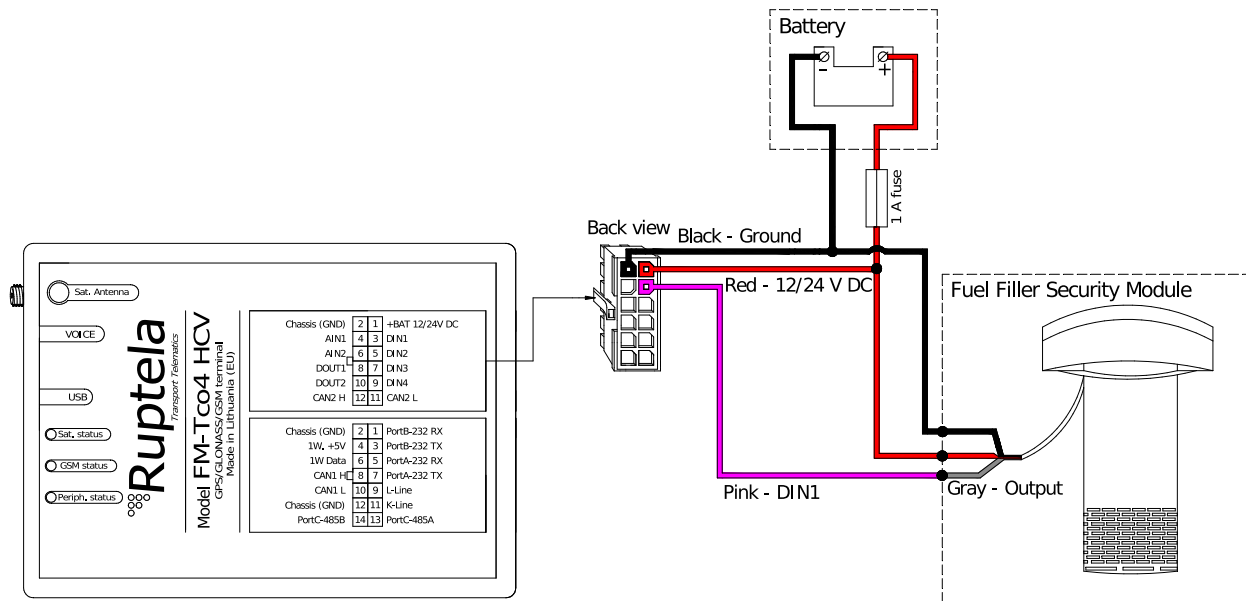 Battery
-
+
1 A fuse
Back view
Black - Ground
Red - 12/24 V DC
Pink - DIN1
Fuel Filler Security Module
Gray - Output
Sat. Antenna
VOICE
USB
Sat. status
GSM status
Periph. status
Ruptela
Transport Telematics
Model FM-Tco4 HCV
GPS/GLONASS/GSM terminal
Made in Lithuania (EU)
Chassis (GND) 2 1 +BAT 12/24V DC
AIN1 4 3 DIN1
AIN2 6 5 DIN2
DOUT1 8 7 DIN3
DOUT2 10 9 DIN4
CAN2 H 12 11 CAN2 L
Chassis (GND) 2 1 PortB-232 RX
1W. +5V 4 3 PortB-232 TX
1W Data 6 5 PortA-232 RX
CAN1 H 8 7 PortA-232 TX
CAN1 L 10 9 L-Line
Chassis (GND) 12 11 K-Line
PortC-485B 14 13 PortC-485A